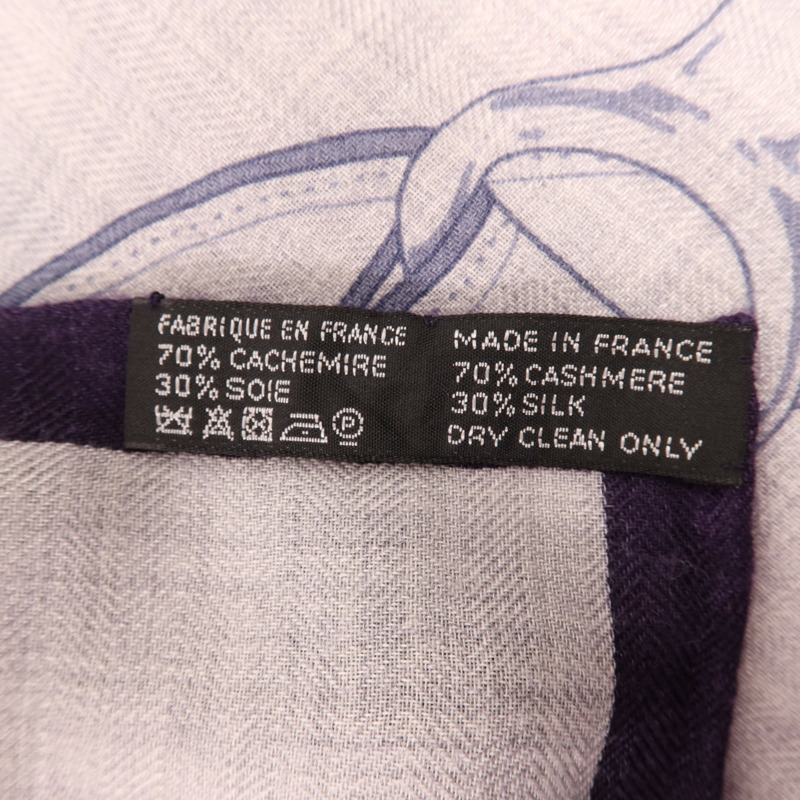 FABRIQUE EN FRANCE
70% CACHEMIRE
30% SOIE
P
MADE IN FRANCE
70% CASHMERE
30% SILK
DRY CLEAN ONLY